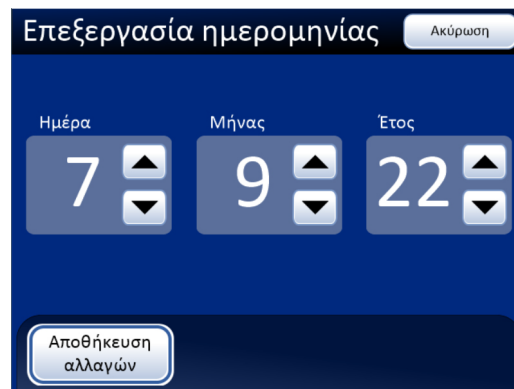 Επεξεργασία ημερομηνίας
Ακύρωση
Ημέρα
Μήνας
Έτος
7
9
22
Αποθήκευση
αλλαγών